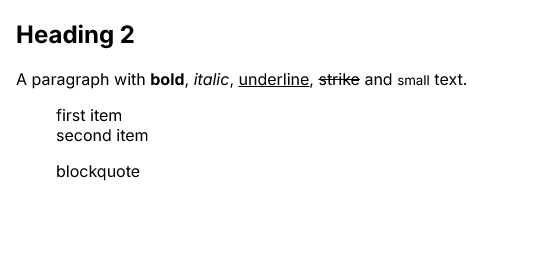 Heading 2
A paragraph with bold, italic, underline, strike and small text.
first item
second item
blockquote